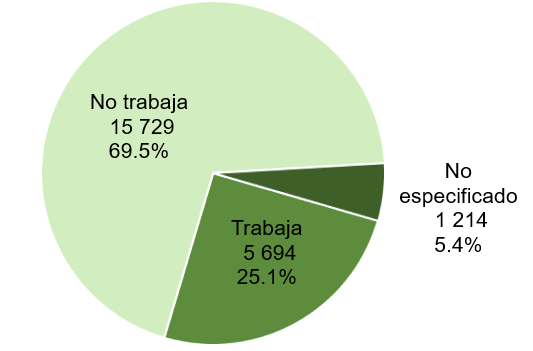 No trabaja
15 729
69.5%
No
especificado
1 214
5.4%
Trabaja
5 694
25.1%